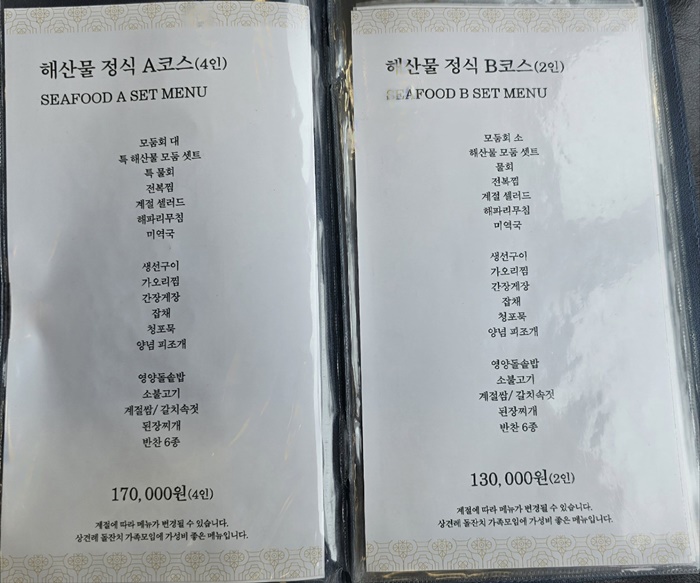 해산물 정식 A코스(4인)
SEAFOOD A SET MENU
모둠회 대
특 해산물 모둠 셋트
특 물회
전복찜
계절 샐러드
해파리무침
미역국
생선구이
가오리찜
간장게장
잡채
청포묵
양념 피조개
영양돌솥밥
소불고기
계절쌈/ 갈치속젓
된장찌개
반찬 6종
170,000원(4인)
계절에 따라 메뉴가 변경될 수 있습니다.
상견례 돌잔치 가족모임에 가성비 좋은 메뉴입니다.
해산물 정식 B코스(2인)
SEAFOOD B SET MENU
모둠회 소
해산물 모둠 셋트
물회
전복찜
계절 샐러드
해파리무침
미역국
생선구이
가오리찜
간장게장
잡채
청포묵
양념 피조개
영양돌솥밥
소불고기
계절쌈/ 갈치속젓
된장찌개
반찬 6종
130,000원(2인)
계절에 따라 메뉴가 변경될 수 있습니다.
상견례 돌잔치 가족모임에 가성비 좋은 메뉴입니다.